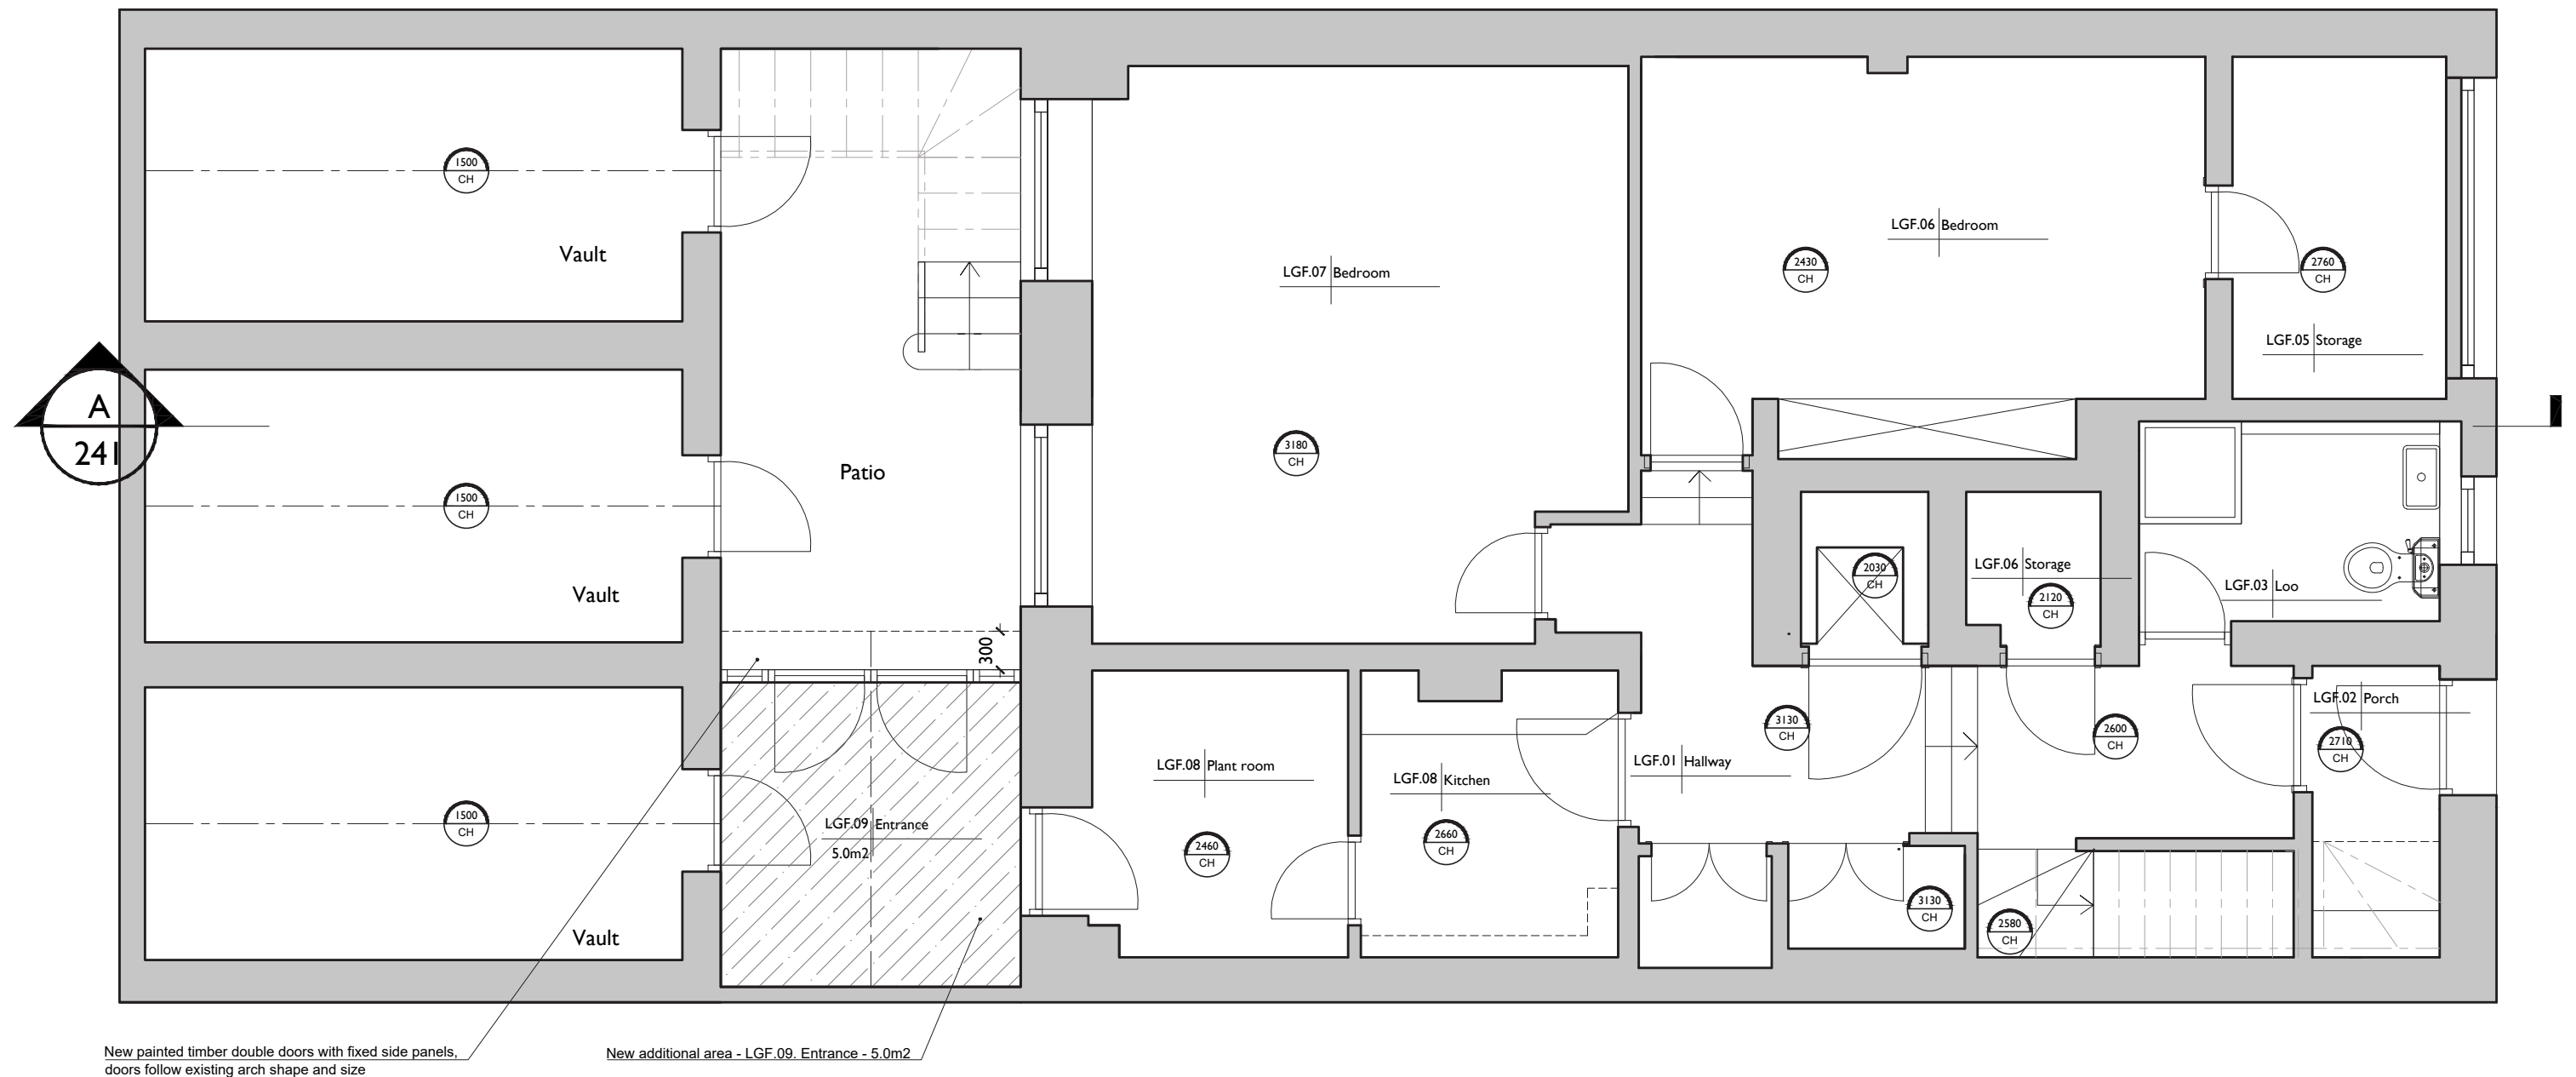 1500
CH
Vault
LGF.07 Bedroom
LGF.06 Bedroom
2430
CH
2760
CH
LGF.05 Storage
A
241
1500
CH
Vault
Patio
3180
CH
300
2030
CH
LGF.06 Storage
2120
CH
LGF.03 Loo
1500
CH
Vault
LGF.09 Entrance
5.0m2
LGF.08 Plant room
2460
CH
LGF.08 Kitchen
2660
CH
LGF.01 Hallway
3130
CH
2600
CH
LGF.02 Porch
2710
CH
3130
CH
2580
CH
New painted timber double doors with fixed side panels,
doors follow existing arch shape and size
New additional area - LGF.09. Entrance - 5.0m2